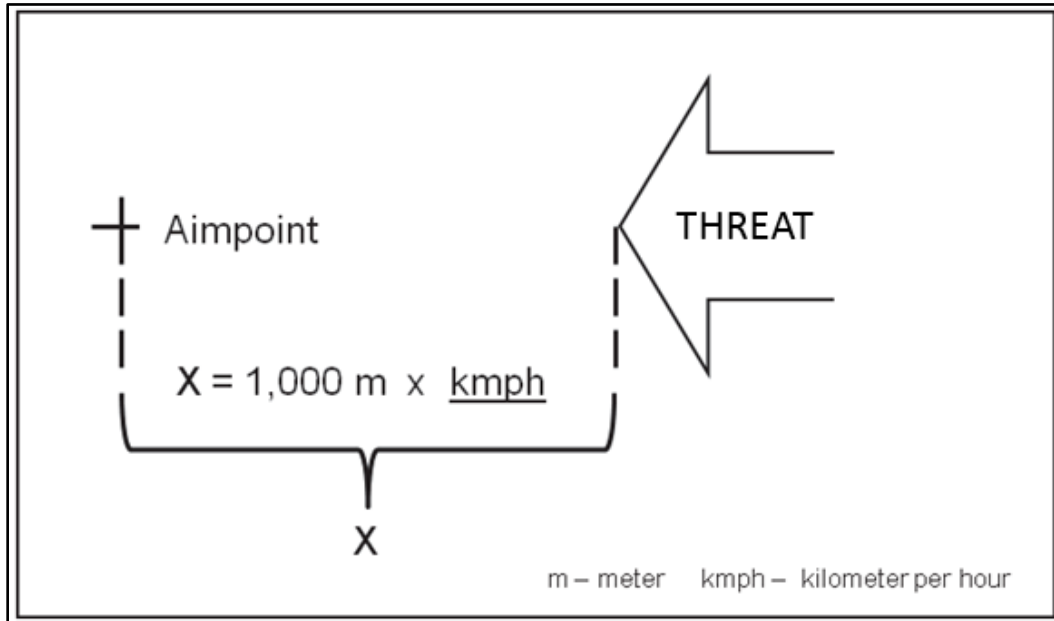 Aimpoint
THREAT
X = 1,000 m x kmph
X
m – meter kmph – kilometer per hour